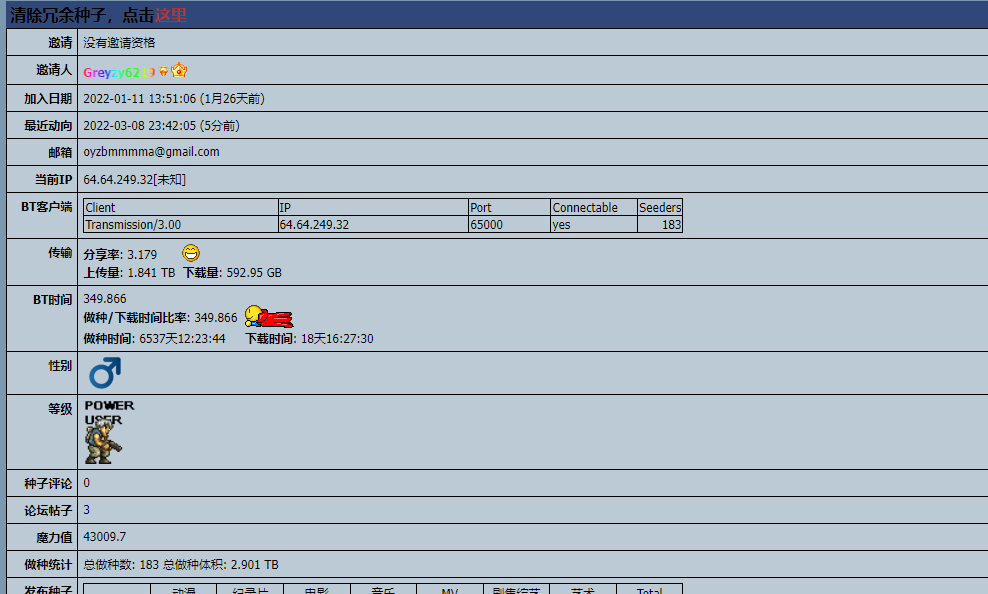 清除冗余种子，点击这里
邀请 没有邀请资格
邀请人 Greyzy6239
加入日期 2022-01-11 13:51:06 (1月26天前)
最近动向 2022-03-08 23:42:05 (5分前)
邮箱 oyzbmmmma@gmail.com
当前IP 64.64.249.32[未知]
BT客户端 Client IP Port Connectable Seeders
Transmission/3.00 64.64.249.32 65000 yes 183
传输 分享率: 3.179
上传量: 1.841 TB 下载量: 592.95 GB
BT时间 349.866
做种/下载时间比率: 349.866
做种时间: 6537天12:23:44 下载时间: 18天16:27:30
性别
等级 POWER
USER
种子评论 0
论坛帖子 3
魔力值 43009.7
做种统计 总做种数: 183 总做种体积: 2.901 TB
发布种子 动漫 纪录片 电影 音乐 MV 剧集综艺 艺术 Total